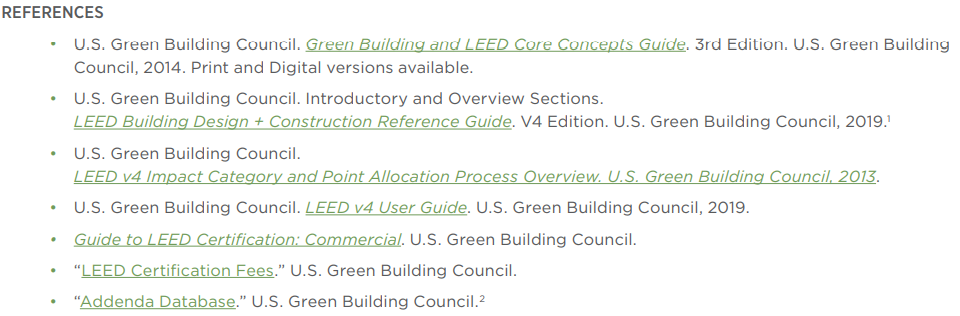 REFERENCES
• U.S. Green Building Council. Green Building and LEED Core Concepts Guide. 3rd Edition. U.S. Green Building
Council, 2014. Print and Digital versions available.
• U.S. Green Building Council. Introductory and Overview Sections.
LEED Building Design + Construction Reference Guide. V4 Edition. U.S. Green Building Council, 2019.¹
• U.S. Green Building Council.
LEED v4 Impact Category and Point Allocation Process Overview. U.S. Green Building Council, 2013.
• U.S. Green Building Council. LEED v4 User Guide. U.S. Green Building Council, 2019.
• Guide to LEED Certification: Commercial. U.S. Green Building Council.
• “LEED Certification Fees.” U.S. Green Building Council.
• “Addenda Database.” U.S. Green Building Council.²